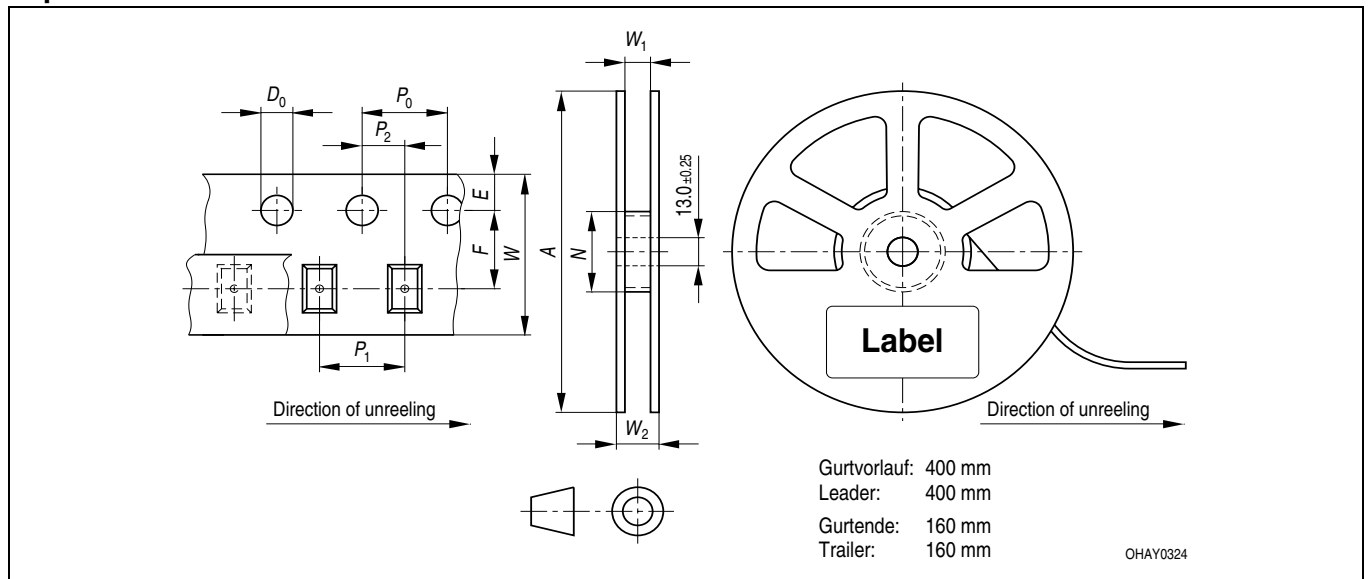 W₁
D₀
P₀
P₂
E
F
W
A
N
13.0 ±0.25
P₁
W₂
Label
Direction of unreeling
Direction of unreeling
Gurtvorlauf: 400 mm
Leader: 400 mm
Gurtende: 160 mm
Trailer: 160 mm
OHAY0324